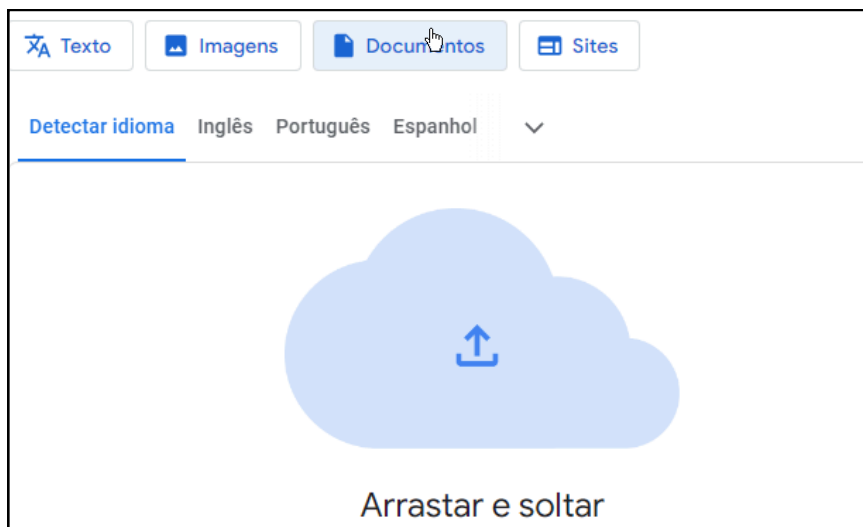 Texto Imagens Documentos Sites
Detectar idioma Inglês Português Espanhol
Arrastar e soltar